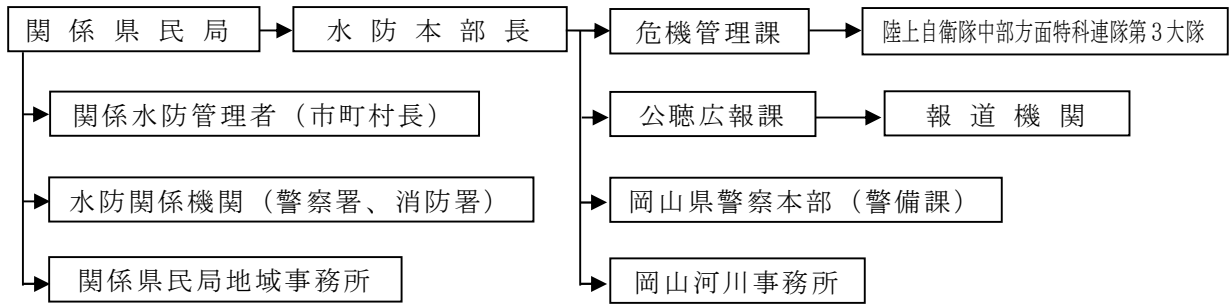 関係県民局
水防本部長
危機管理課
陸上自衛隊中部方面特科連隊第3大隊
関係水防管理者（市町村長）
公聴広報課
報道機関
水防関係機関（警察署、消防署）
岡山県警察本部（警備課）
関係県民局地域事務所
岡山河川事務所